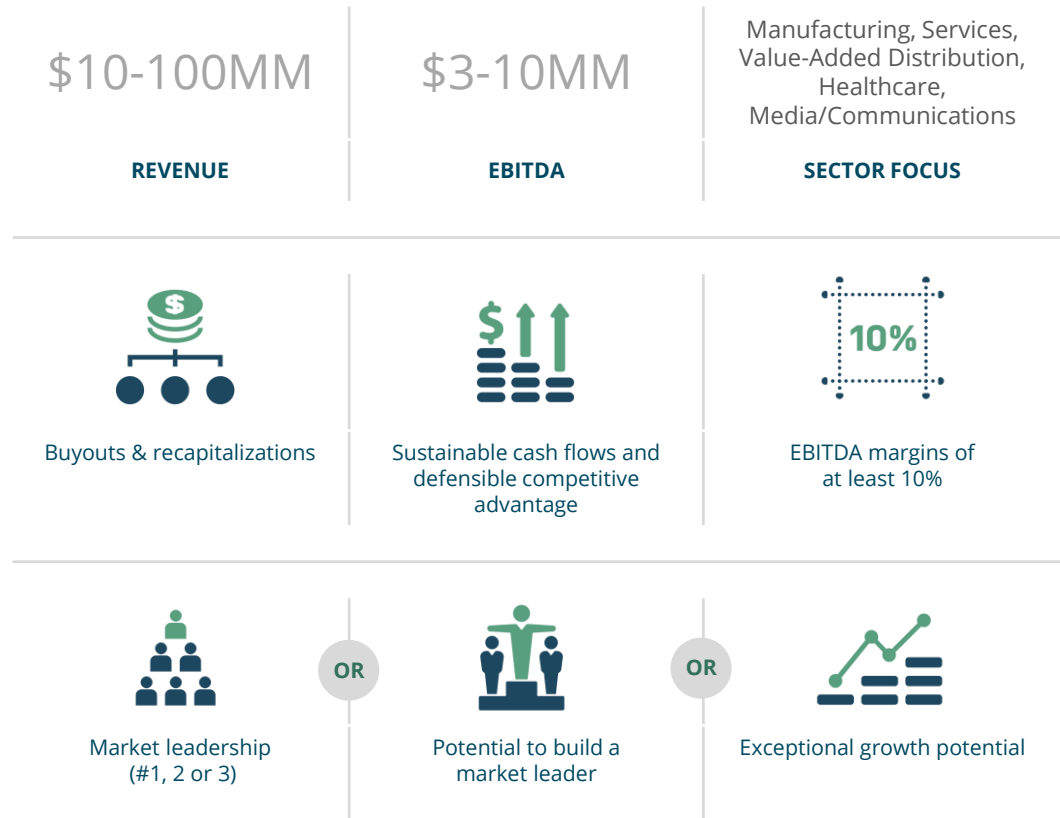 $10-100MM
REVENUE
$3-10MM
EBITDA
Manufacturing, Services,
Value-Added Distribution,
Healthcare,
Media/Communications
SECTOR FOCUS
$
Buyouts & recapitalizations
$
Sustainable cash flows and
defensible competitive
advantage
10%
EBITDA margins of
at least 10%
Market leadership
(#1, 2 or 3)
OR
Potential to build a
market leader
OR
Exceptional growth potential